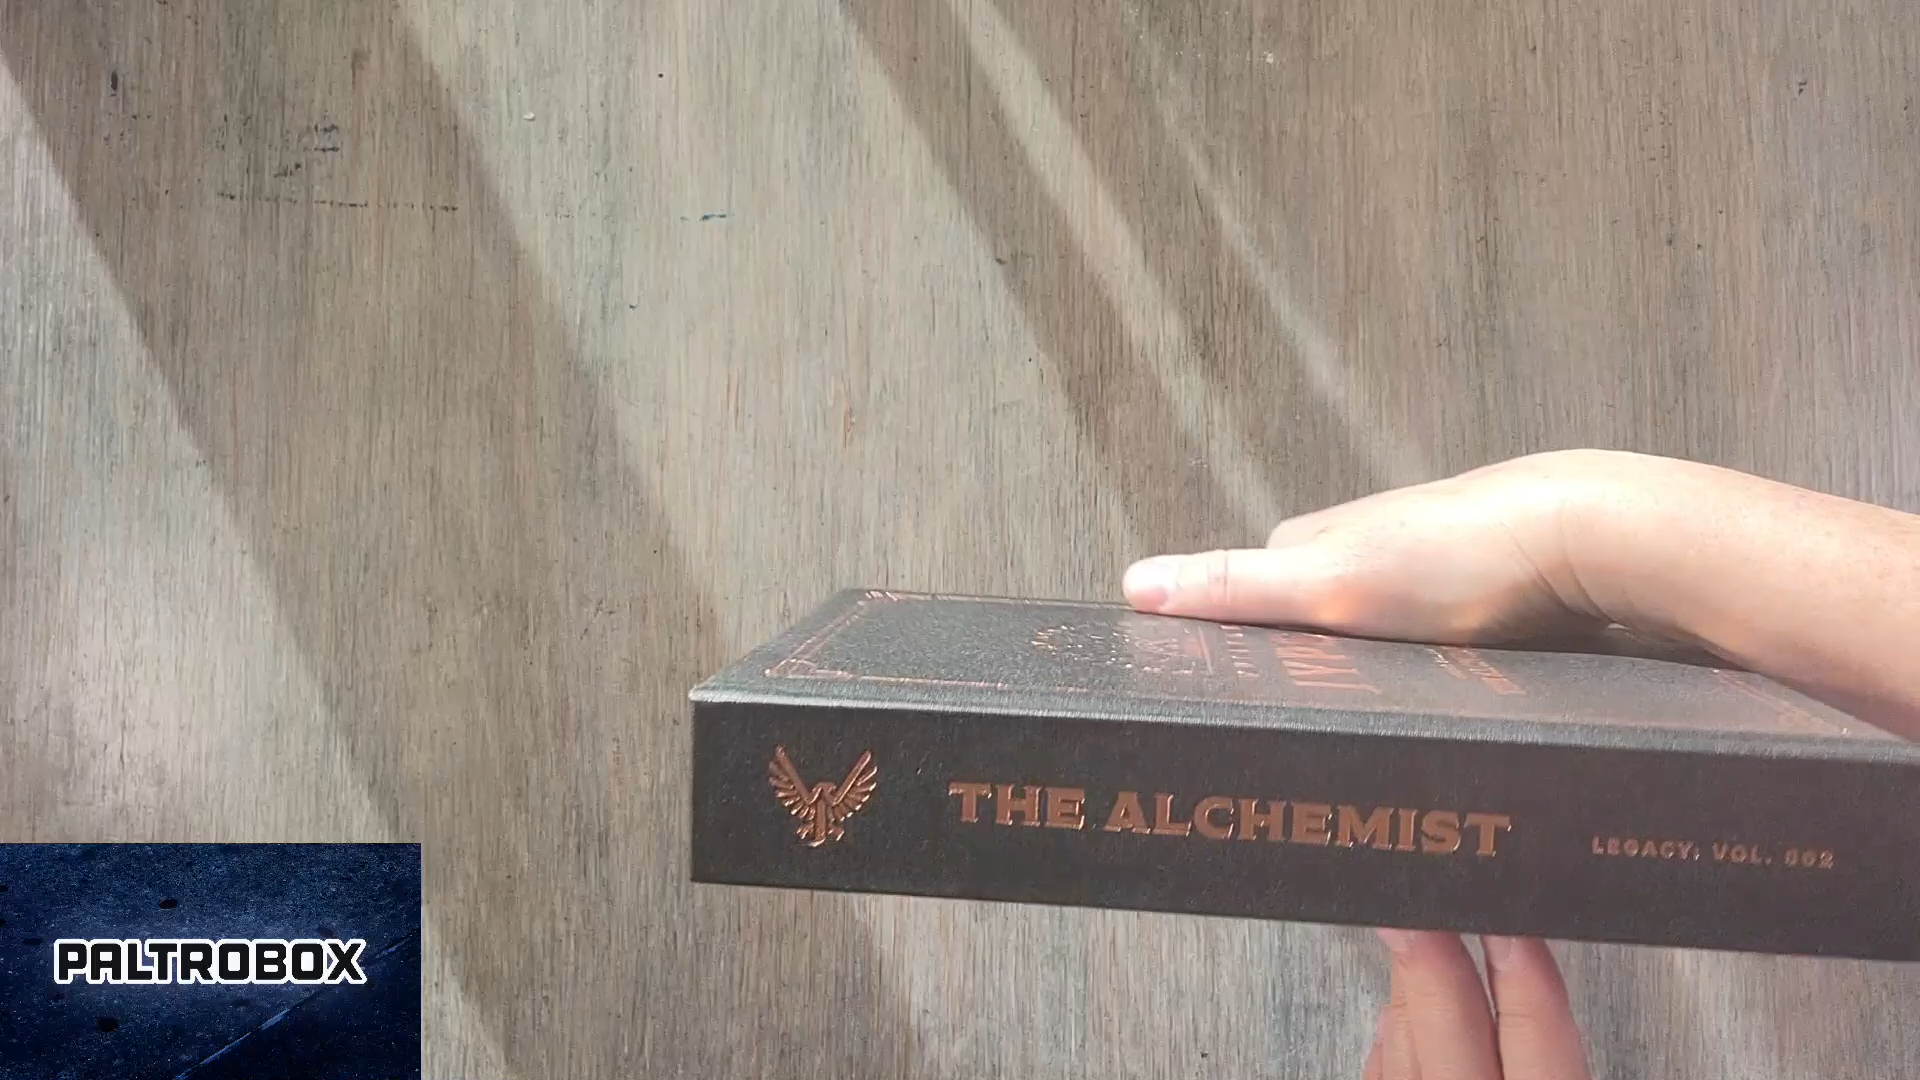 THE ALCHEMIST
LEGACY, VOL. 002
PALTROBOX